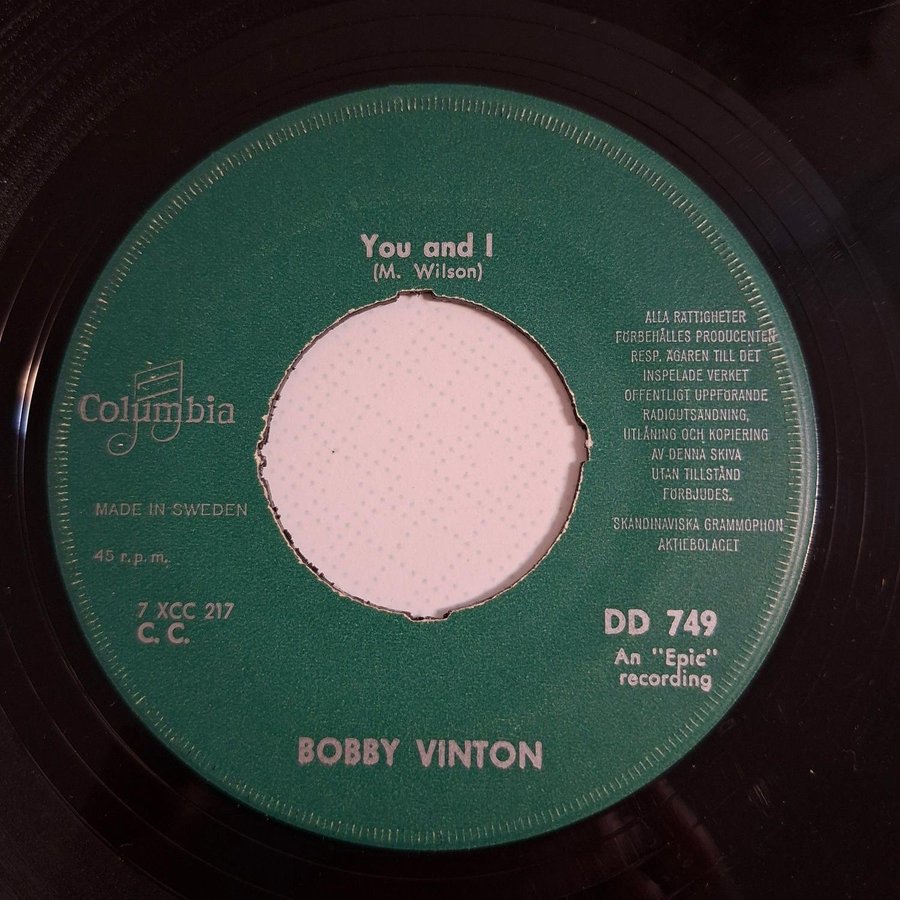 You and I
(M. Wilson)
Columbia
MADE IN SWEDEN
45 r.p.m.
7 XCC 217
C. C.
ALLA RÄTTIGHETER
FÖRBEHÅLLES PRODUCENTEN
RESP. ÄGAREN TILL DET
INSPELADE VERKET
OFFENTLIGT UPPFÖRANDE
RADIOUTSÄNDNING,
UTLÅNING OCH KOPIERING
AV DENNA SKIVA
UTAN TILLSTÅND
FÖRBJUDES.
SKANDINAVISKA GRAMMOPHON
AKTIEBOLAGET
DD 749
An "Epic"
recording
BOBBY VINTON